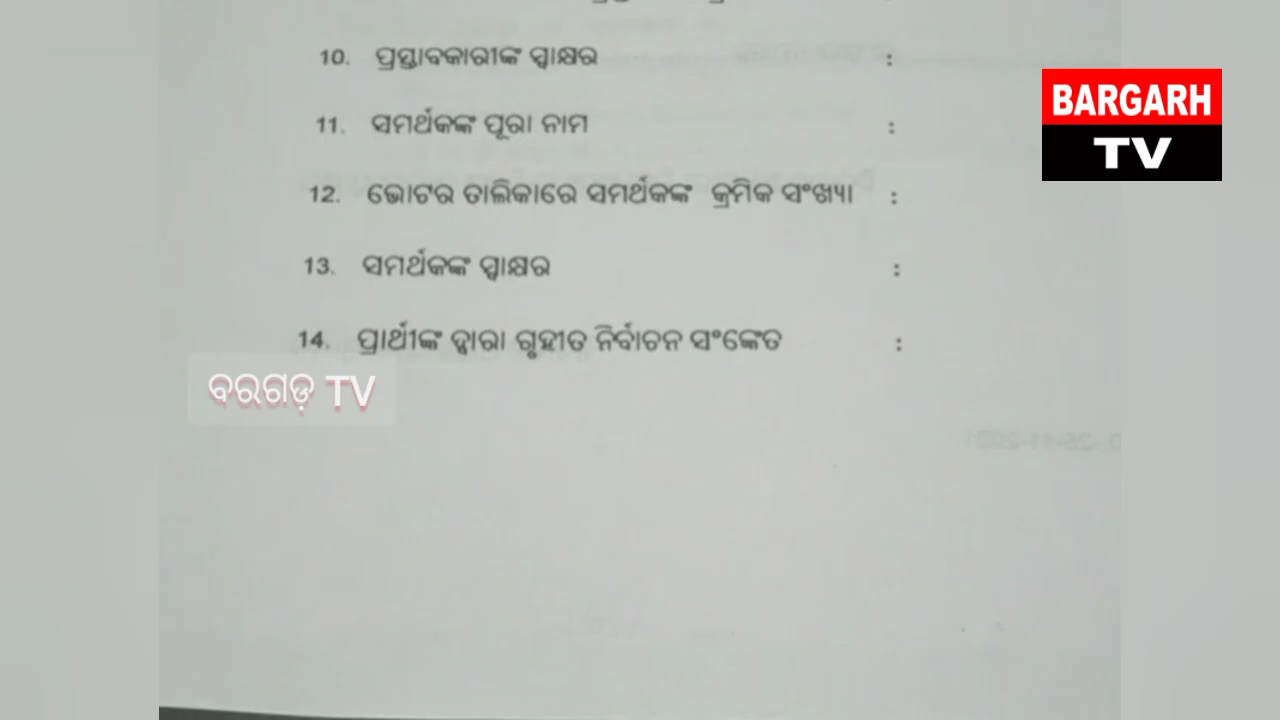 10. ପ୍ରସ୍ତାବକାରୀଙ୍କ ସ୍ୱାକ୍ଷର :
11. ସମର୍ଥକଙ୍କ ପୂରା ନାମ :
12. ଭୋଟର ତାଲିକାରେ ସମର୍ଥକଙ୍କ କ୍ରମିକ ସଂଖ୍ୟା :
13. ସମର୍ଥକଙ୍କ ସ୍ୱାକ୍ଷର :
14. ପ୍ରାର୍ଥୀଙ୍କ ଦ୍ୱାରା ଗୃହୀତ ନିର୍ବାଚନ ସଂଙ୍କେତ :
ବରଗଡ଼ TV
BARGARH
TV